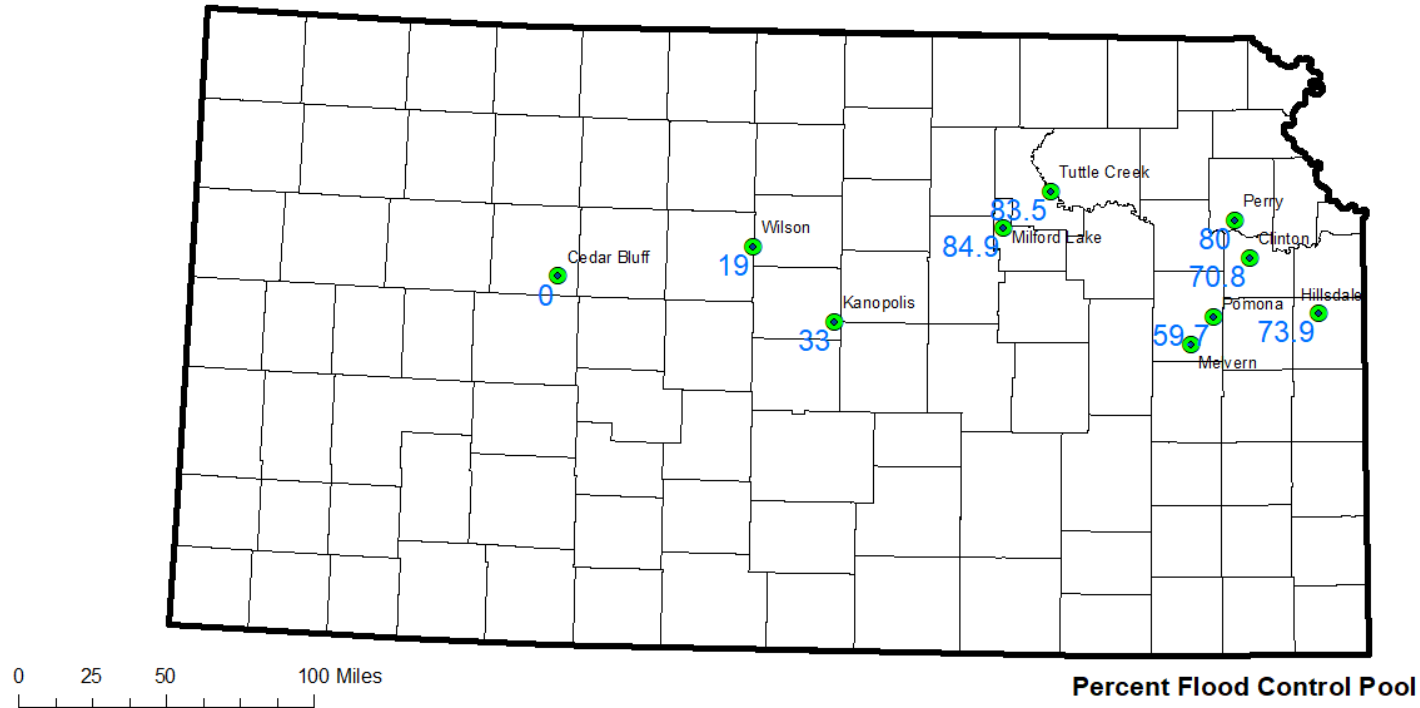 Tuttle Creek
83.5
Perry
80
Wilson
19
Milford Lake
84.9
Clinton
70.8
Cedar Bluff
0
Kanopolis
33
Hillsdale
73.9
Pomona
59.7
Melvern
0 25 50 100 Miles
Percent Flood Control Pool